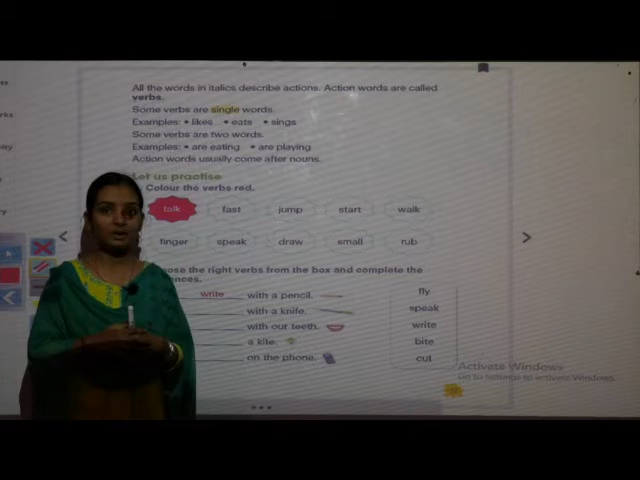 All the words in italics describe actions. Action words are called
verbs.
Some verbs are single words.
Examples: • likes • eats • sings
Some verbs are two words.
Examples: • are eating • are playing
Action words usually come after nouns.
Let us practise
Colour the verbs red.
talk fast jump start walk
finger speak draw small rub
the right verbs from the box and complete the
write with a pencil.
with a knife.
with our teeth.
a kite.
on the phone.
fly
speak
write
bite
cut
Activate Windows
Go to Settings to activate Windows.